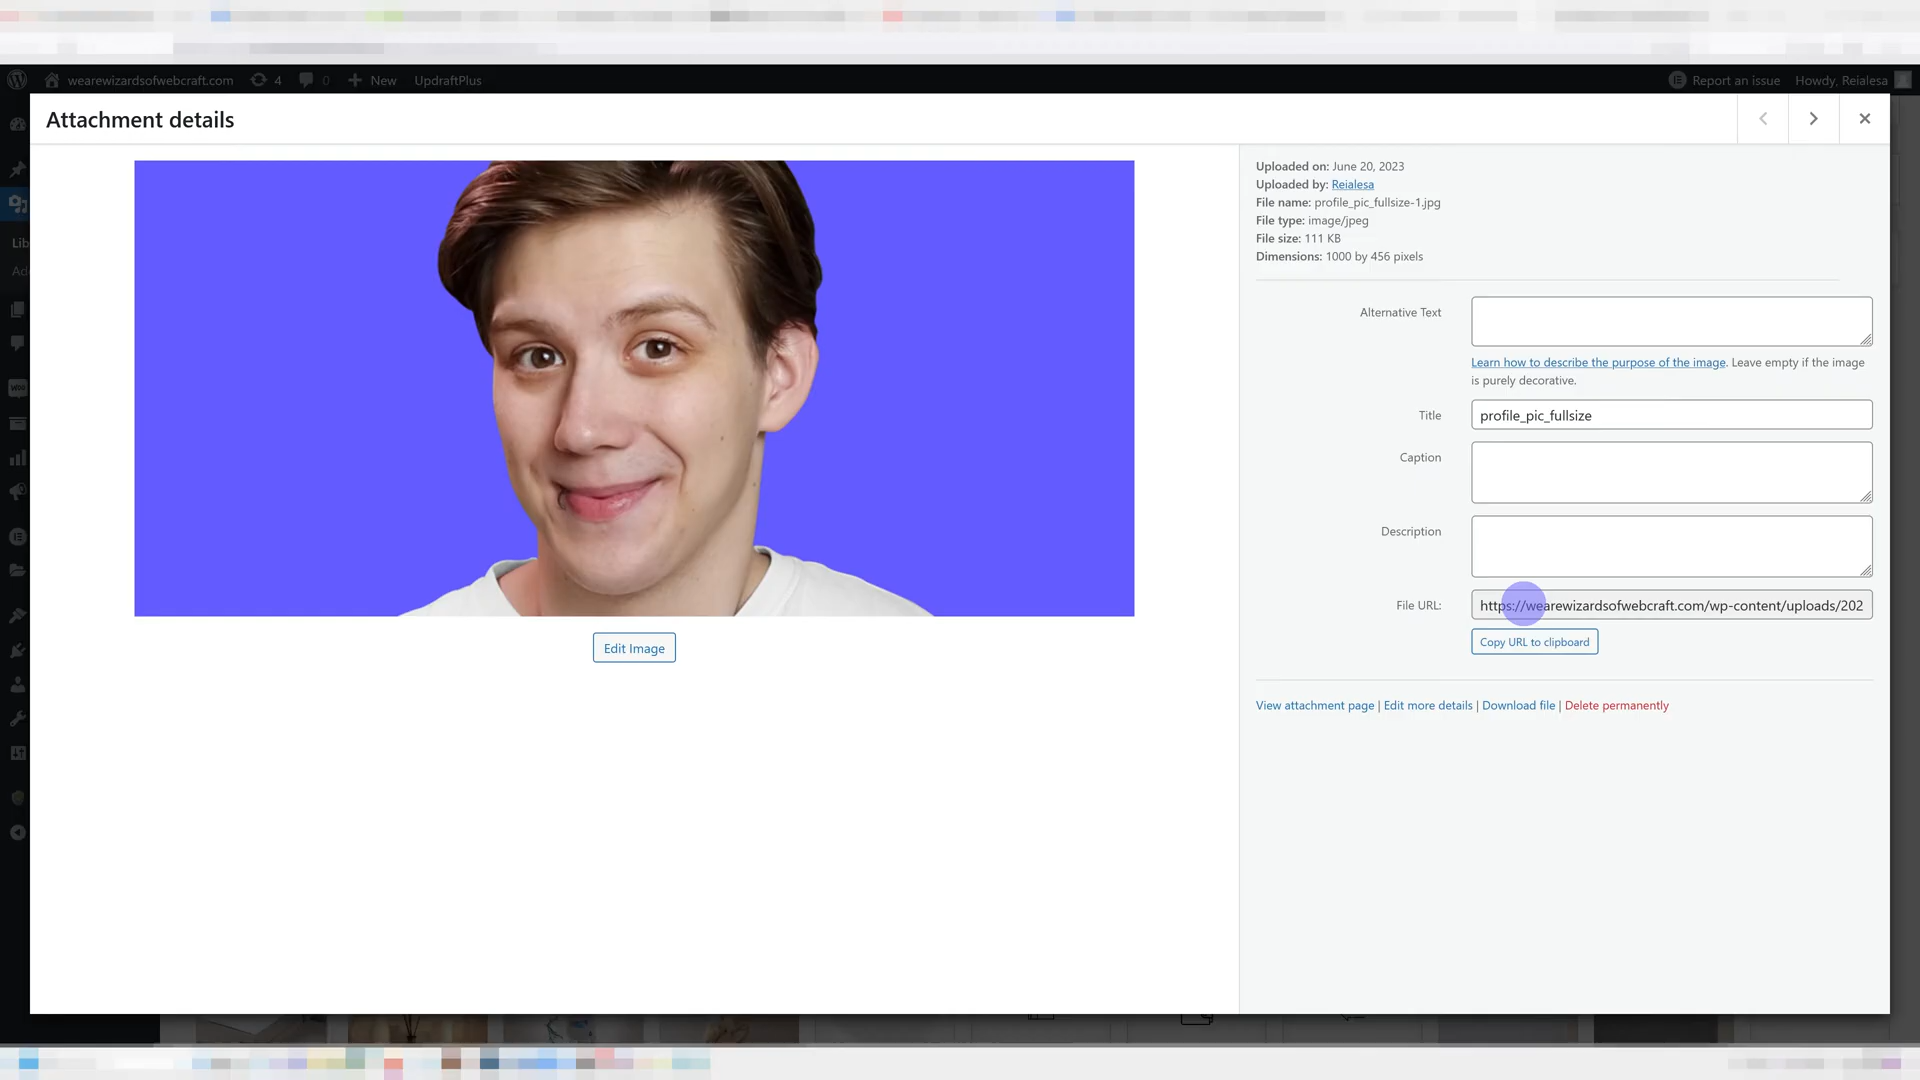 wearewizardsofwebcraft.com 4 0 New UpdraftPlus Report an issue Howdy, Reialesa
Attachment details
Lib
Uploaded on: June 20, 2023
Uploaded by: Reialesa
File name: profile_pic_fullsize-1.jpg
File type: image/jpeg
File size: 111 KB
Dimensions: 1000 by 456 pixels
Alternative Text
Learn how to describe the purpose of the image. Leave empty if the image
is purely decorative.
Title profile_pic_fullsize
Caption
Description
File URL: https://wearewizardsofwebcraft.com/wp-content/uploads/202
Copy URL to clipboard
Edit Image
View attachment page | Edit more details | Download file | Delete permanently